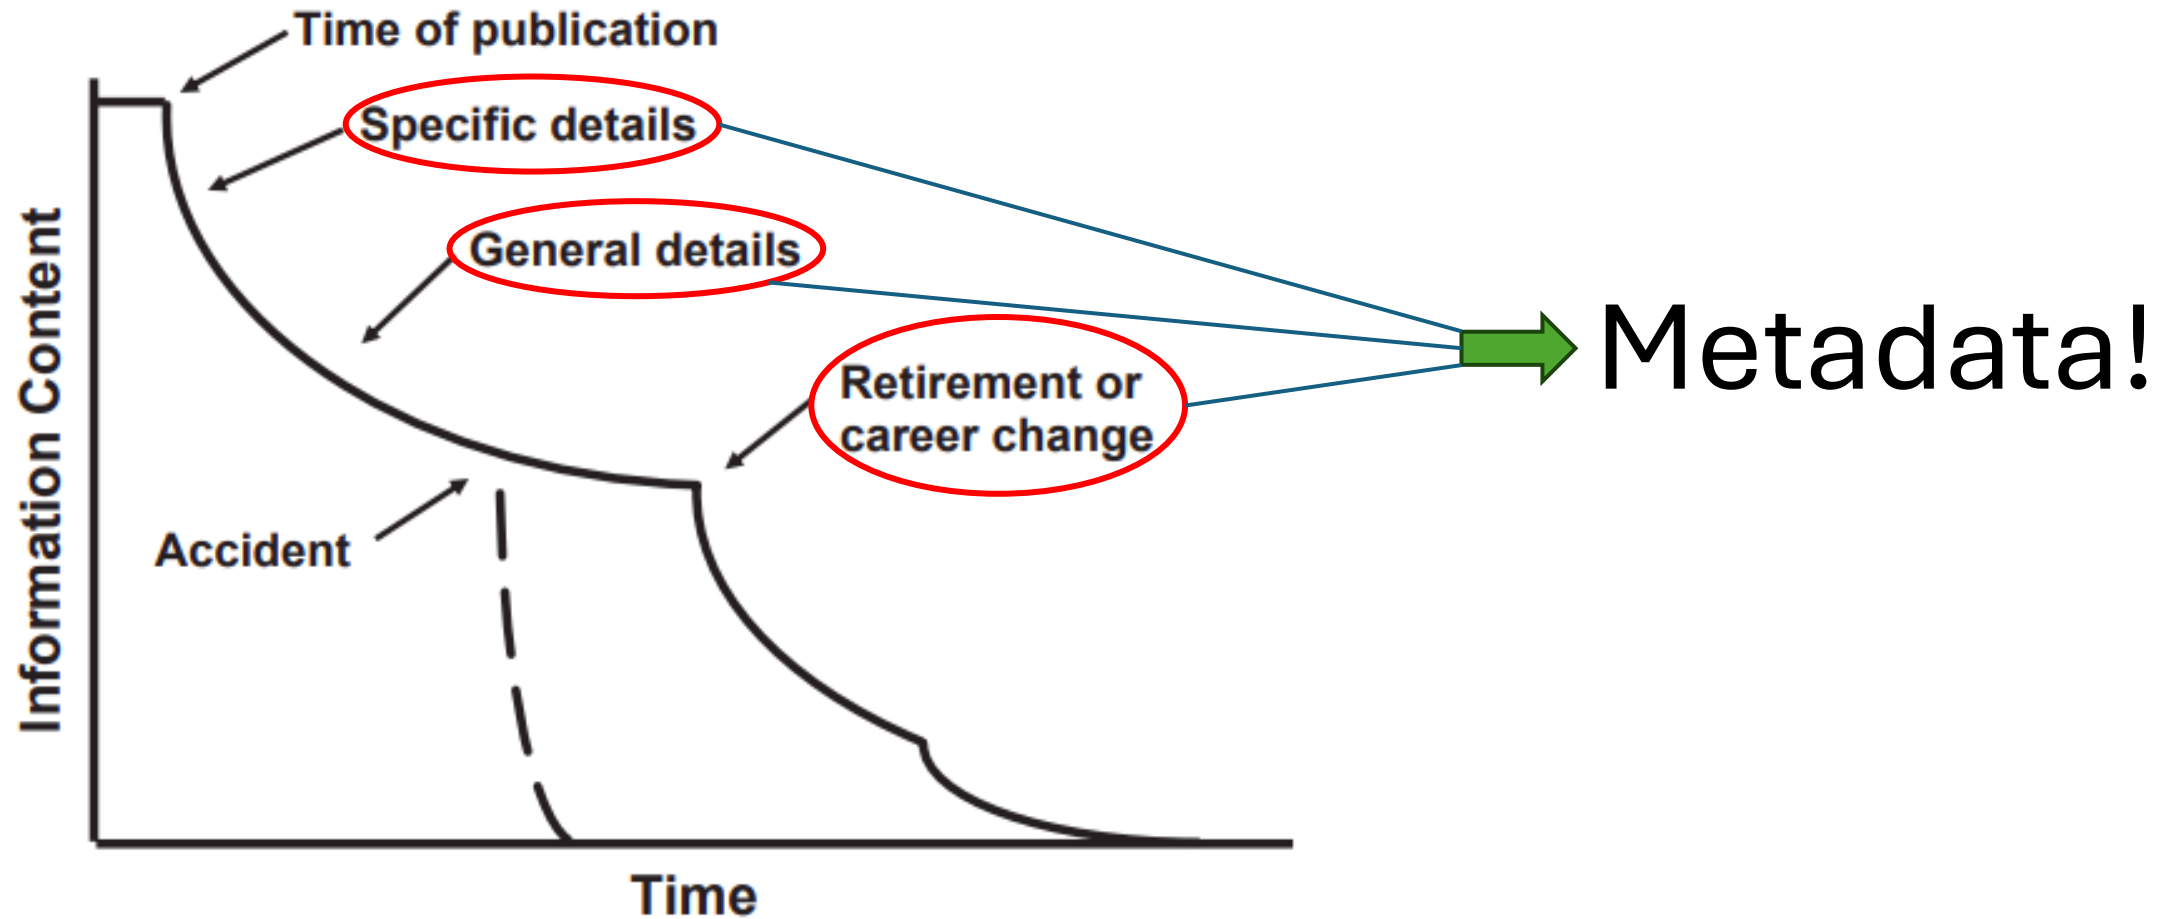 Time of publication
Specific details
General details
Retirement or
career change
Metadata!
Accident
Information Content
Time